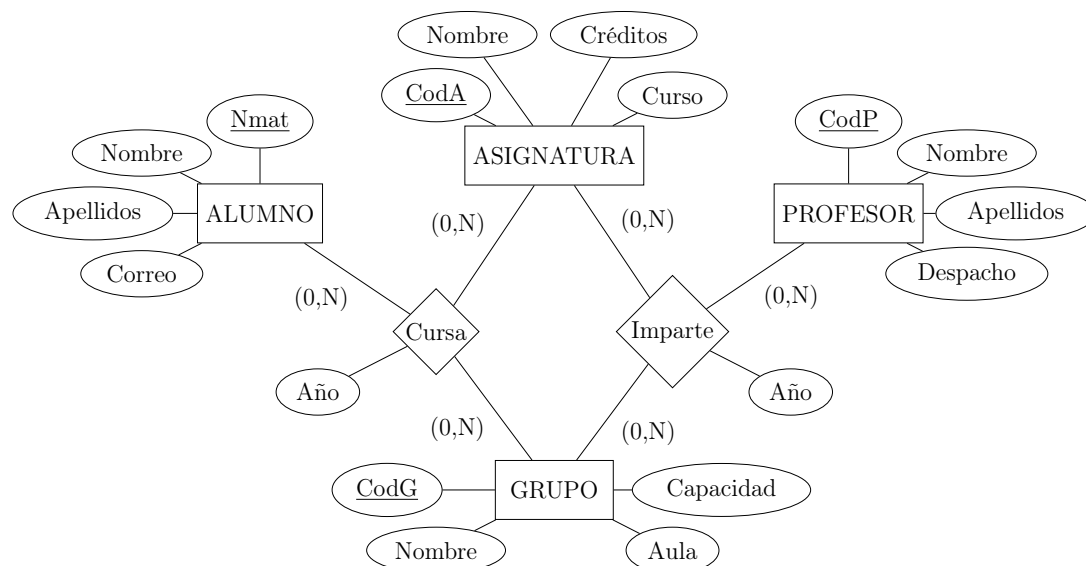 Nombre
Créditos
CodA
Curso
ASIGNATURA
Nmat
Nombre
Apellidos
Correo
ALUMNO
CodP
Nombre
Apellidos
Despacho
PROFESOR
(0,N)
(0,N)
(0,N)
(0,N)
Cursa
Imparte
Año
Año
(0,N)
(0,N)
CodG
GRUPO
Capacidad
Nombre
Aula